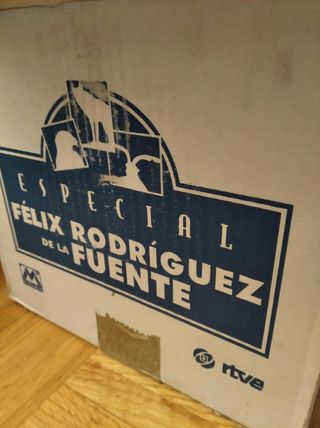 ESPECIAL
FÉLIX RODRÍGUEZ
DE LA FUENTE
M
rtve